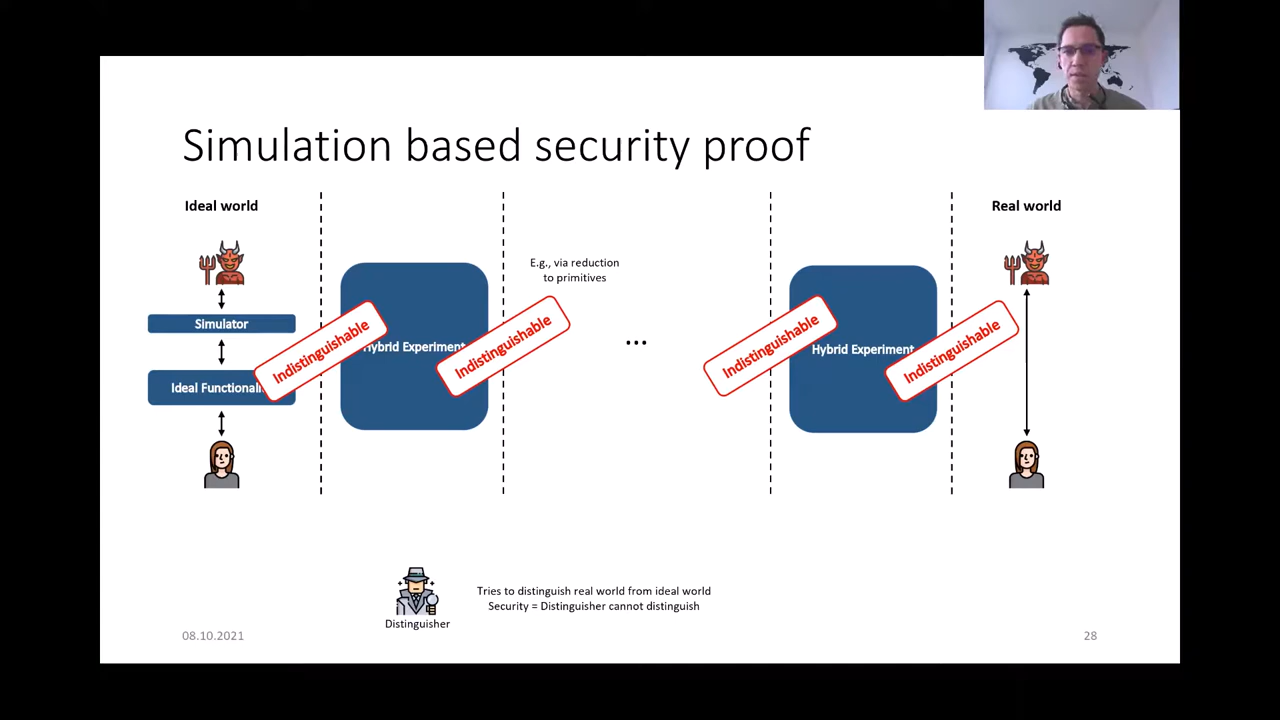 Simulation based security proof
Ideal world
Real world
E.g., via reduction
to primitives
Simulator
Indistinguishable
Hybrid Experiment
Indistinguishable
...
Indistinguishable
Hybrid Experiment
Indistinguishable
Ideal Functionali
Tries to distinguish real world from ideal world
Security = Distinguisher cannot distinguish
Distinguisher
08.10.2021
28